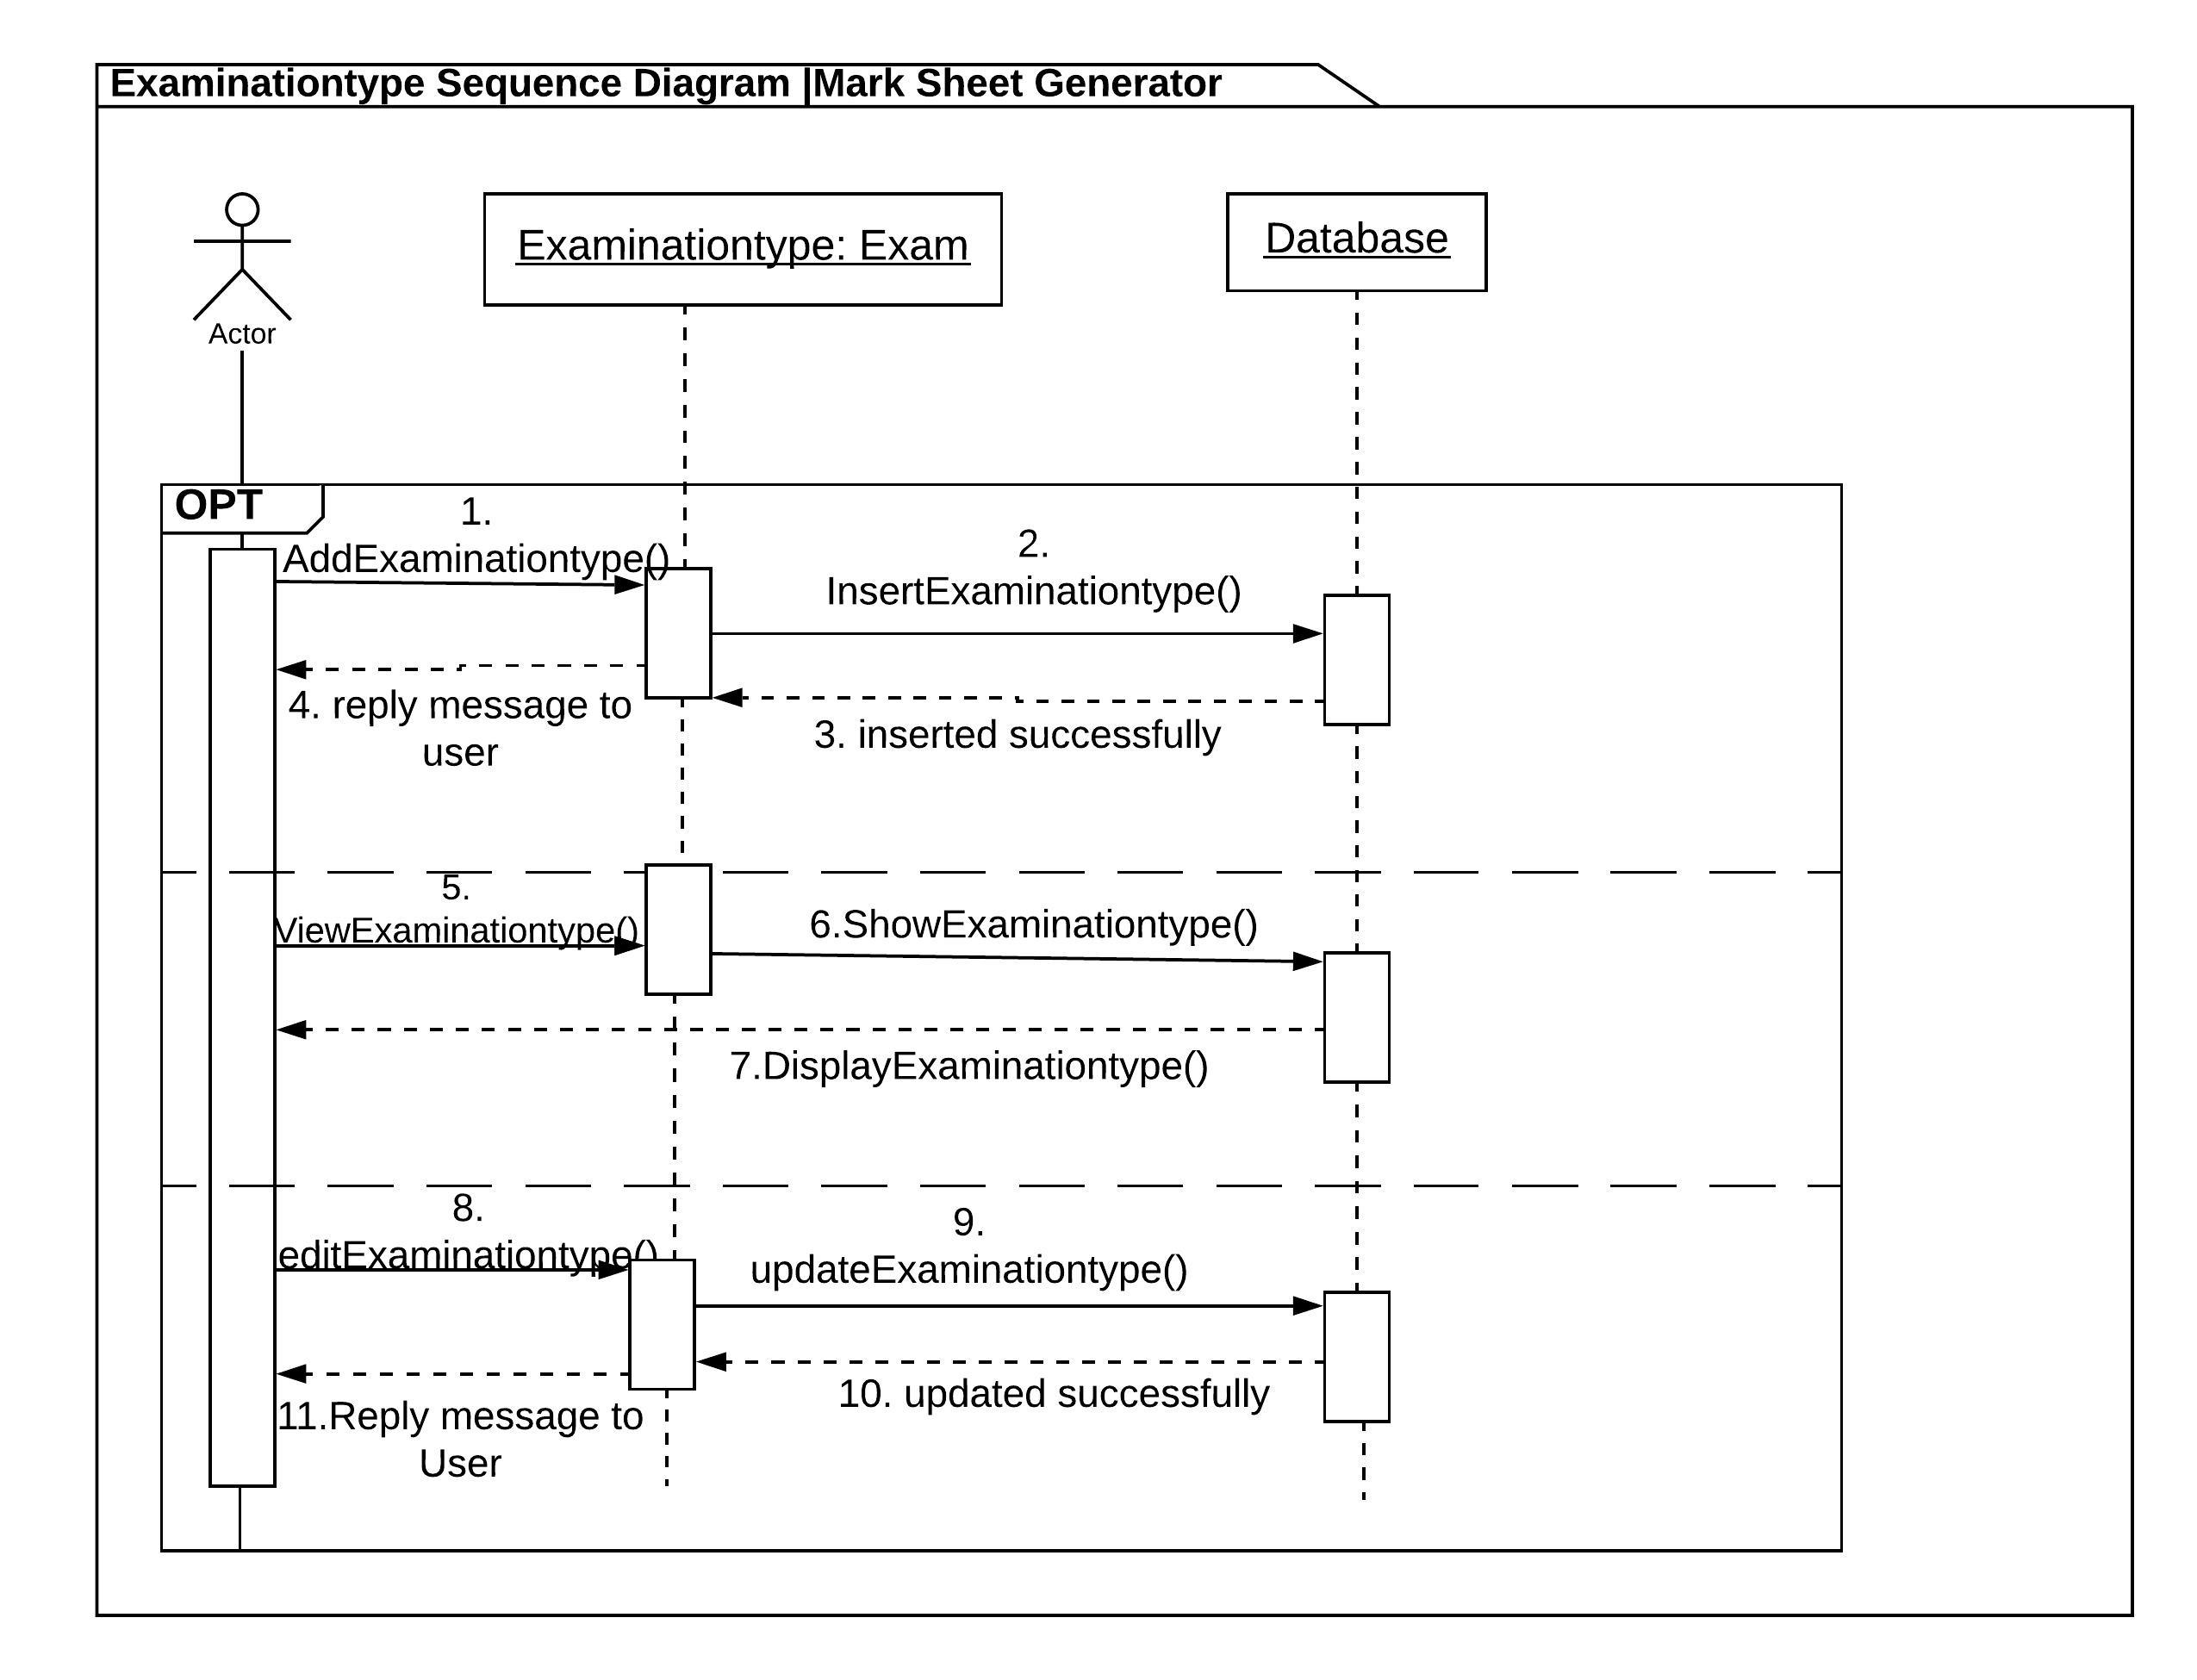 Examinationtype Sequence Diagram |Mark Sheet Generator
Examinationtype: Exam
Database
Actor
OPT
1.
AddExaminationtype()
2.
InsertExaminationtype()
4. reply message to
user
3. inserted successfully
5.
ViewExaminationtype()
6.ShowExaminationtype()
7.DisplayExaminationtype()
8.
editExaminationtype()
9.
updateExaminationtype()
10. updated successfully
11.Reply message to
User